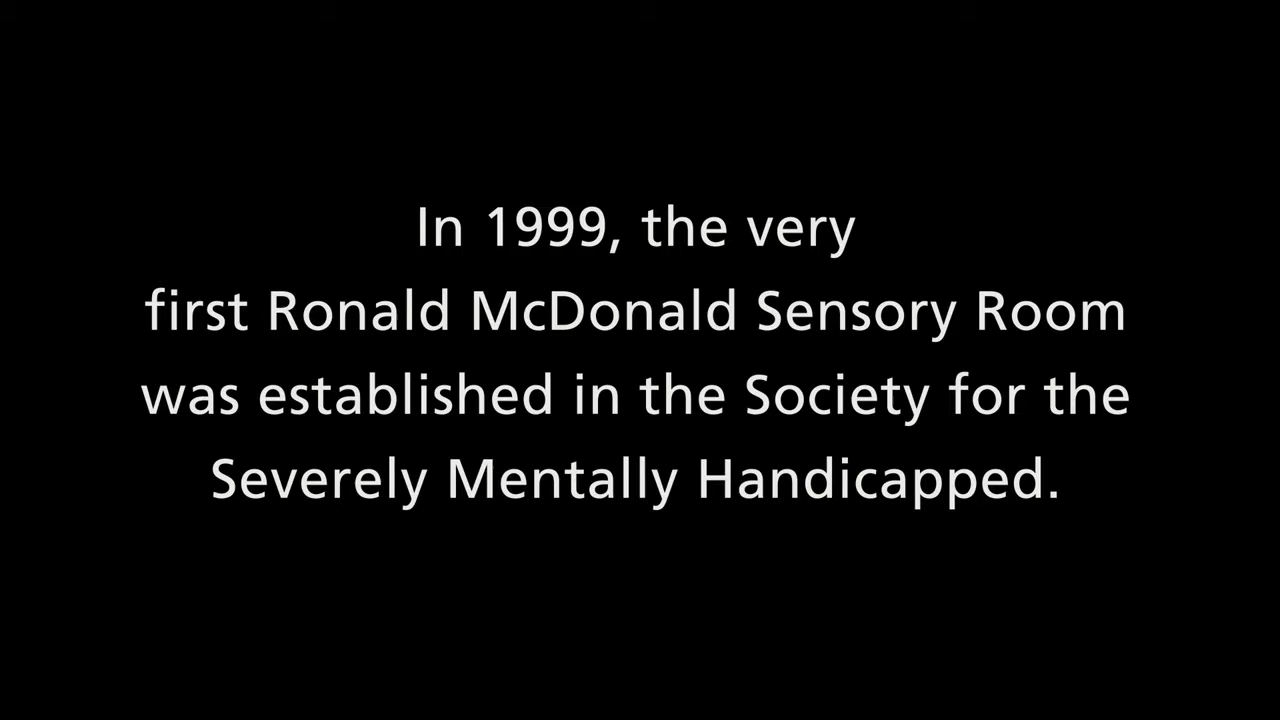 In 1999, the very
first Ronald McDonald Sensory Room
was established in the Society for the
Severely Mentally Handicapped.